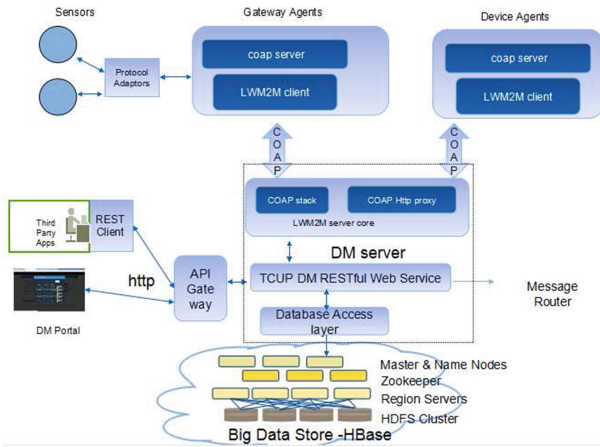 Sensors
Gateway Agents
Device Agents
coap server
LWM2M client
Protocol
Adaptors
coap server
LWM2M client
C
O
A
P
C
O
A
P
COAP stack
COAP Http proxy
LWM2M server core
DM server
Third
Party
Apps
REST
Client
http
API
Gate
way
TCUP DM RESTful Web Service
Message
Router
DM Portal
Database Access
layer
Master & Name Nodes
Zookeeper
Region Servers
HDFS Cluster
Big Data Store -HBase